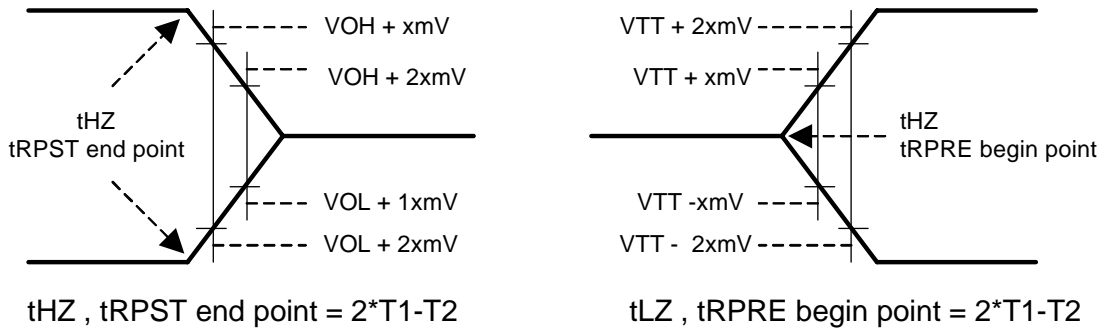 VOH + xmV
VOH + 2xmV
tHZ
tRPST end point
VOL + 1xmV
VOL + 2xmV
tHZ , tRPST end point = 2*T1-T2
VTT + 2xmV
VTT + xmV
tHZ
tRPRE begin point
VTT -xmV
VTT - 2xmV
tLZ , tRPRE begin point = 2*T1-T2